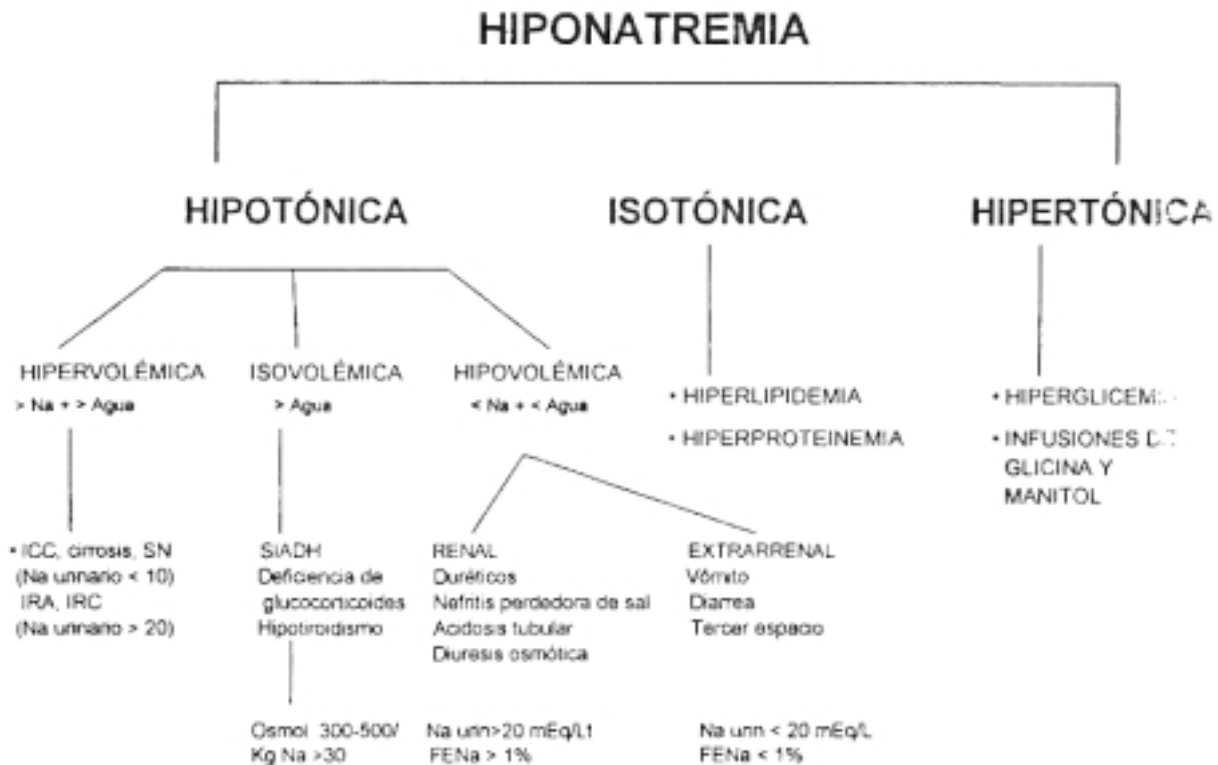 HIPONATREMIA
HIPOTÓNICA
ISOTÓNICA
HIPERTÓNICA
HIPERVOLÉMICA
> Na + > Agua
ISOVOLÉMICA
> Agua
HIPOVOLÉMICA
< Na + < Agua
• HIPERLIPIDEMIA
• HIPERPROTEINEMIA
• HIPERGLICEM
• INFUSIONES D
GLICINA Y
MANITOL
• ICC, cirrosis, SN
(Na urinario < 10)
IRA, IRC
(Na urinario > 20)
SIADH
Deficiencia de
glucocorticoides
Hipotiroidismo
RENAL
Duréticos
Nefritis perdedora de sal
Acidosis tubular
Diuresis osmótica
EXTRARRENAL
Vómito
Diarrea
Tercer espacio
Osmol 300-500/
Kg Na >30
Na urin>20 mEq/Lt
FENa > 1%
Na urin < 20 mEq/L
FENa < 1%